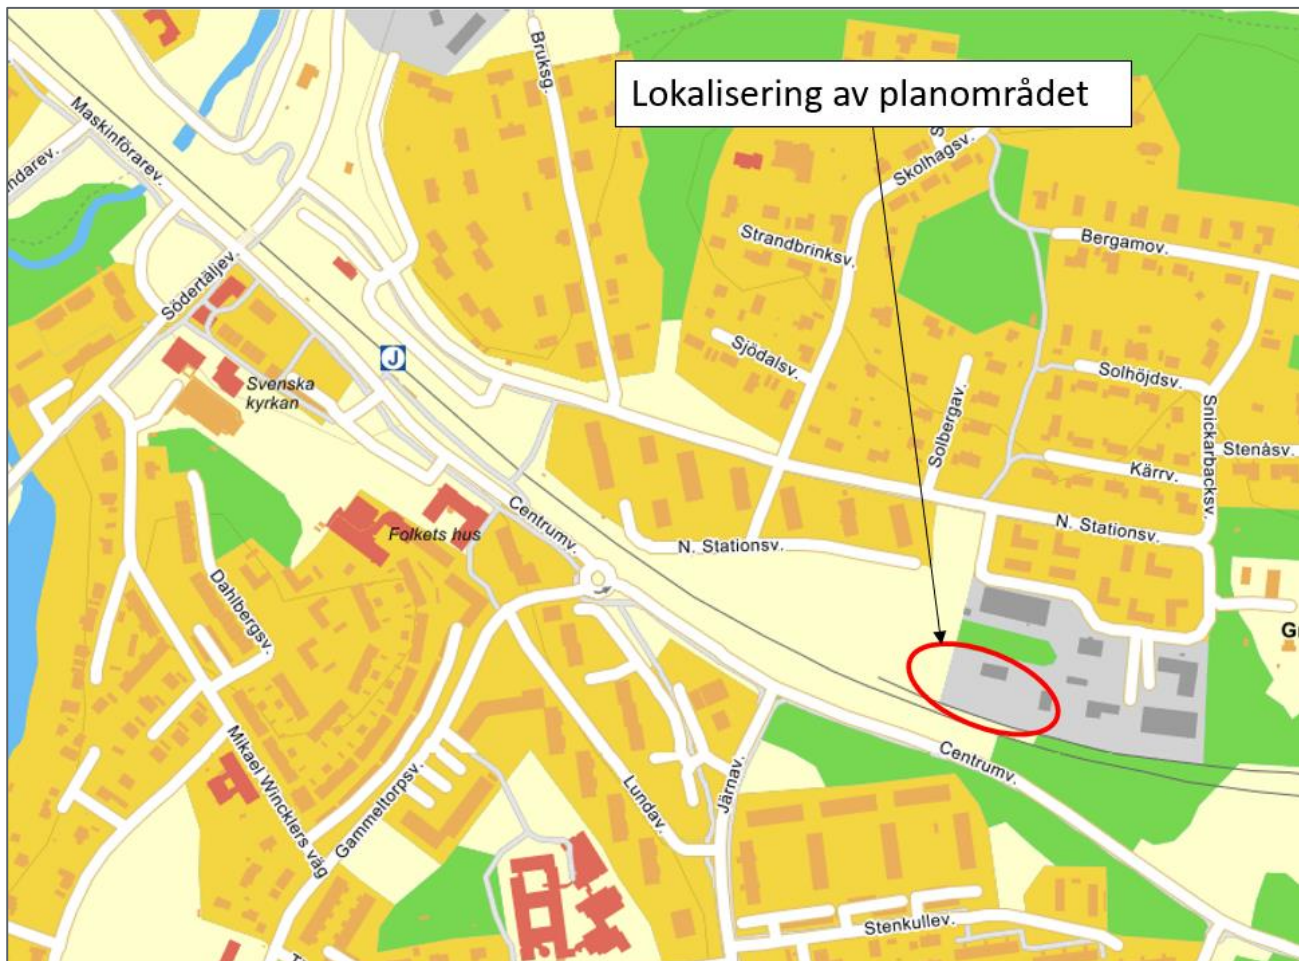 Bruksg.
Lokalisering av planområdet
Maskinförarev.
ndarev.
S
Skolhagsv.
Strandbrinksv.
Bergamov.
Södertäljev.
Sjödalsv.
J
Solhöjdsv.
Svenska
kyrkan
Solbergav.
Snickarbacksv.
Stenåsv.
Kärrv.
Centrumv.
Folkets hus
N. Stationsv.
N. Stationsv.
Dahlbergsv.
G
Mikael Wincklers väg
Gammeltorpsv.
Lundav.
Järnav.
Centrumv.
Stenkullev.